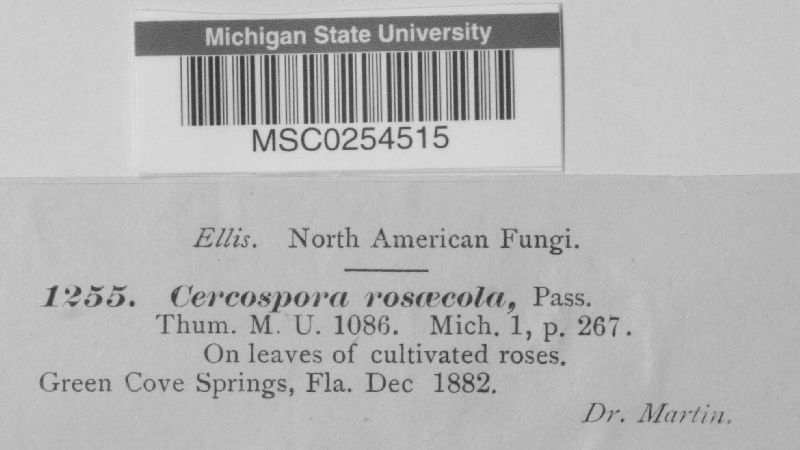 Michigan State University
MSC0254515
Ellis. North American Fungi.
1255. Cercospora rosæcola, Pass.
Thum. M. U. 1086. Mich. 1, p. 267.
On leaves of cultivated roses.
Green Cove Springs, Fla. Dec 1882.
Dr. Martin.